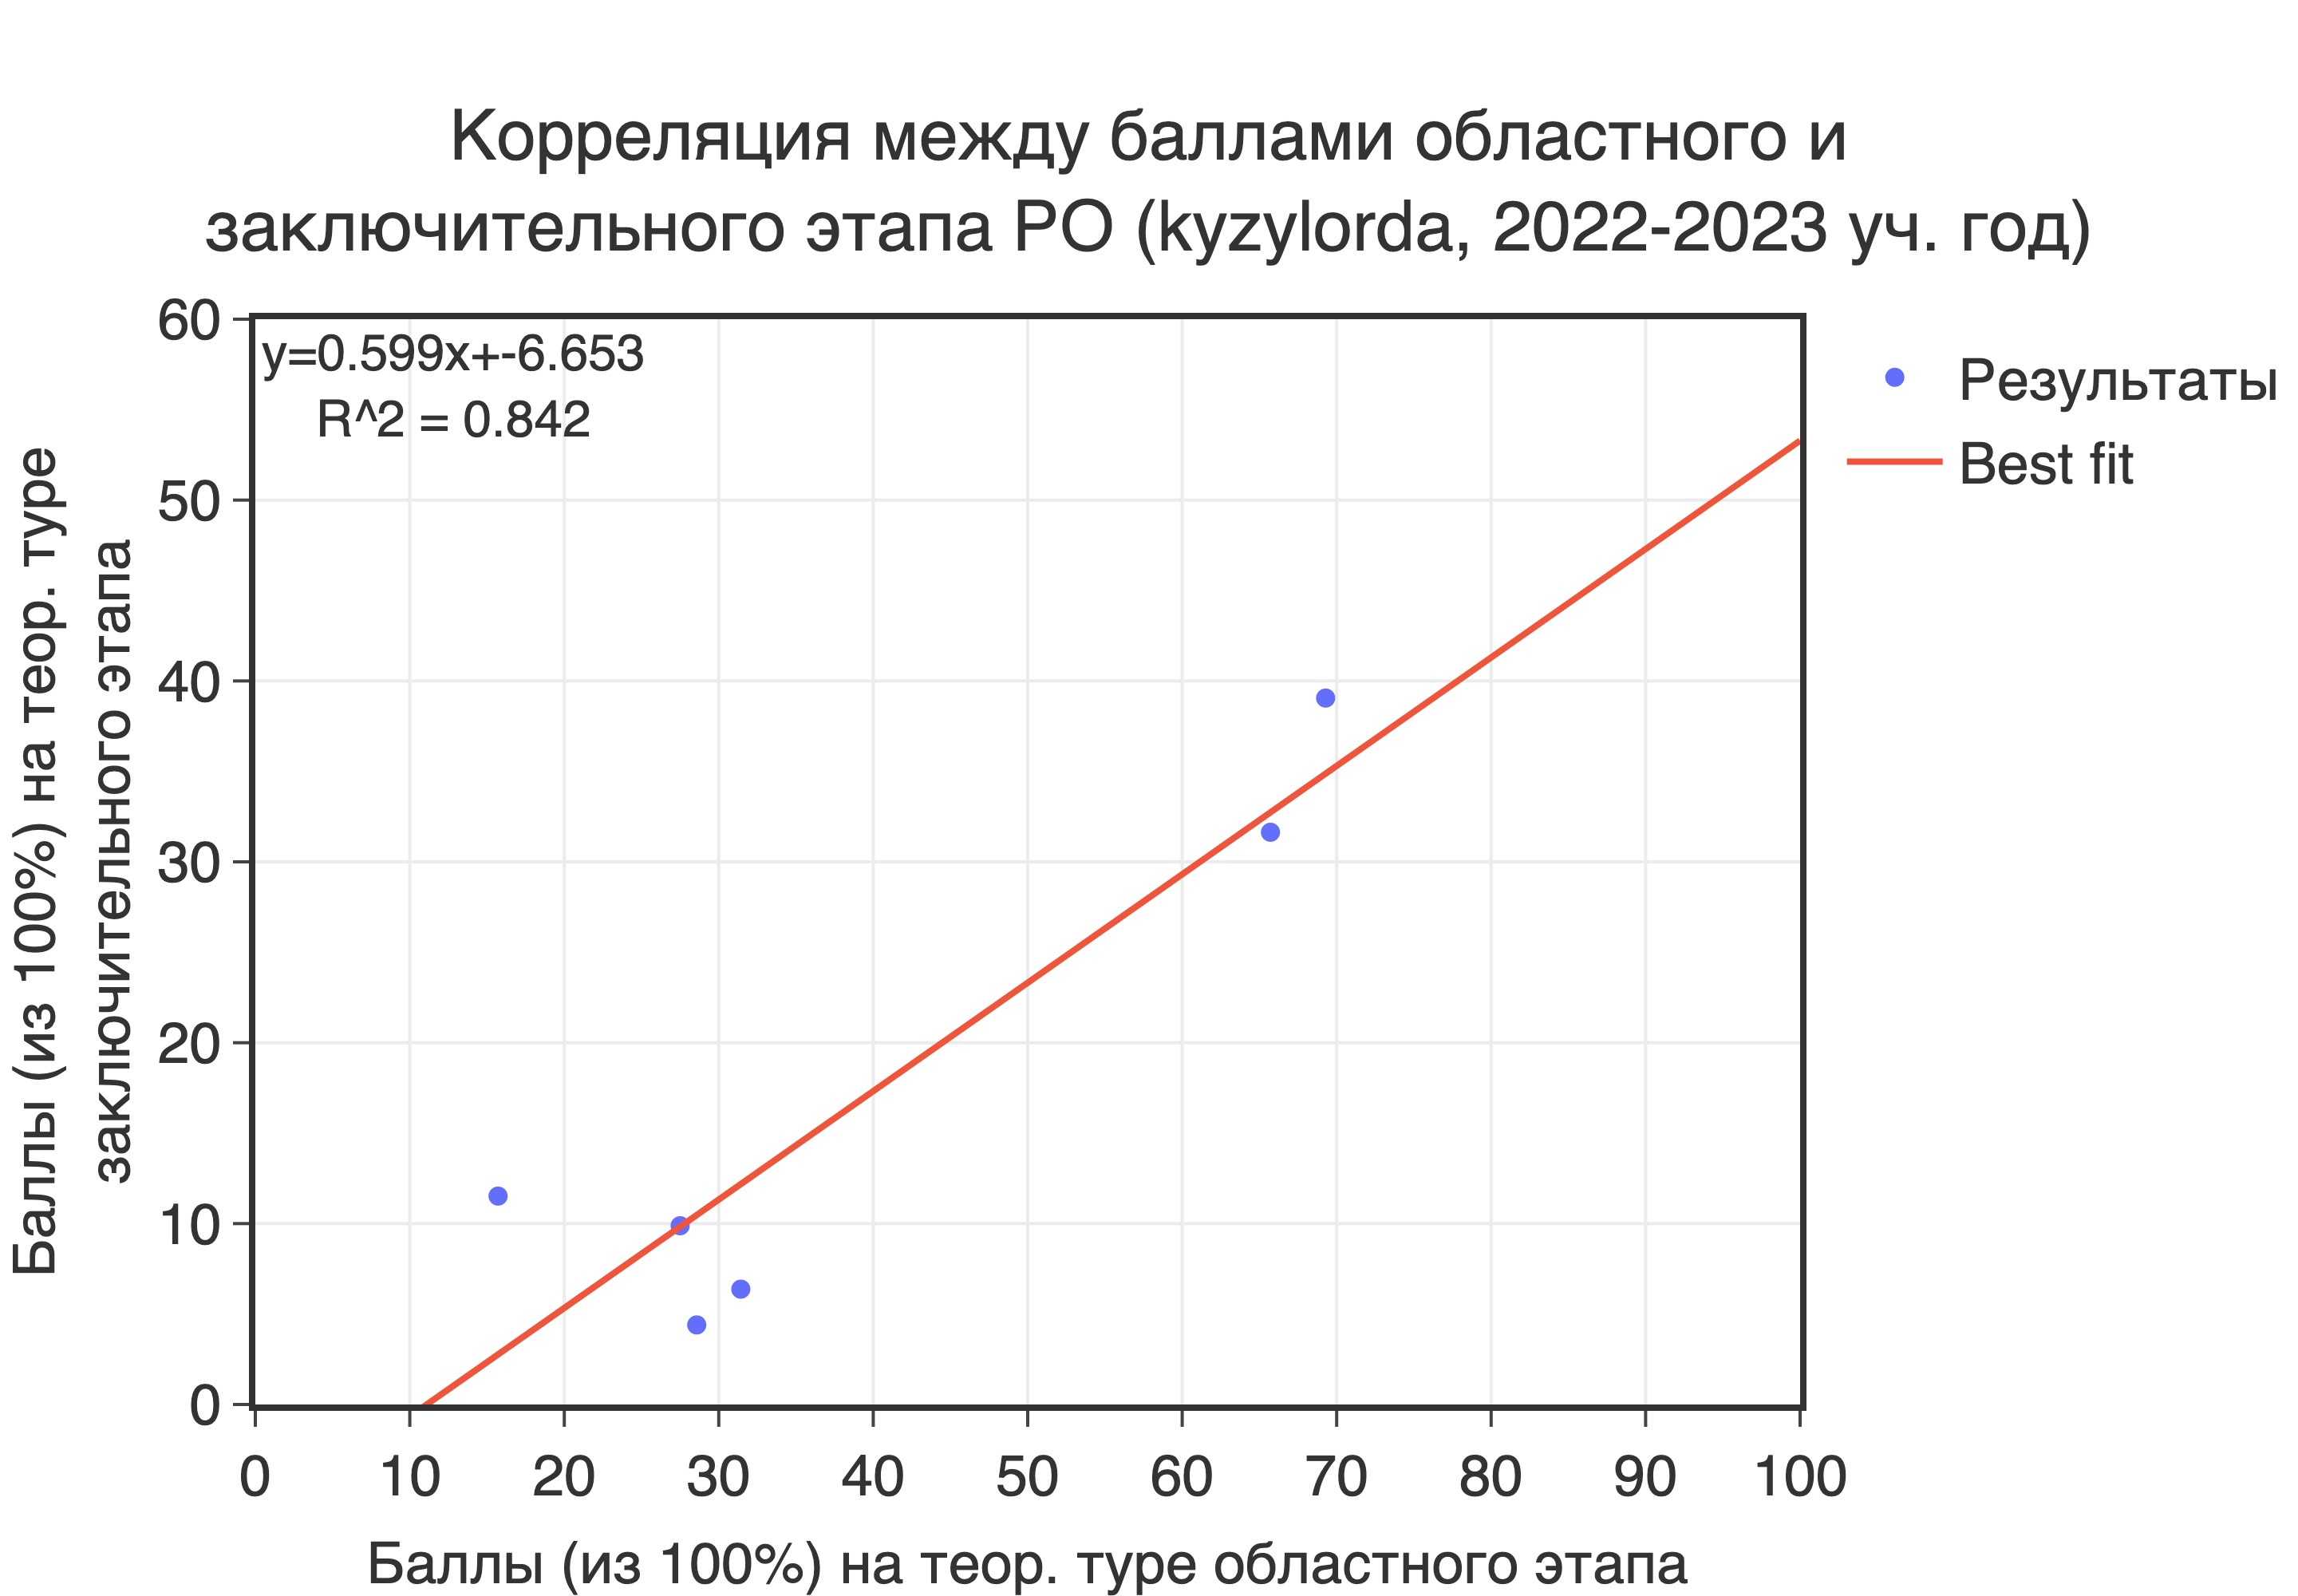 Корреляция между баллами областного и
заключительного этапа РО (kyzylorda, 2022-2023 уч. год)
y=0.599x+-6.653
R^2 = 0.842
Результаты
Best fit
Баллы (из 100%) на теор. туре
заключительного этапа
60
50
40
30
20
10
0
0 10 20 30 40 50 60 70 80 90 100
Баллы (из 100%) на теор. туре областного этапа